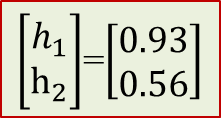 [h₁] = [0.93]
[h₂]   [0.56]